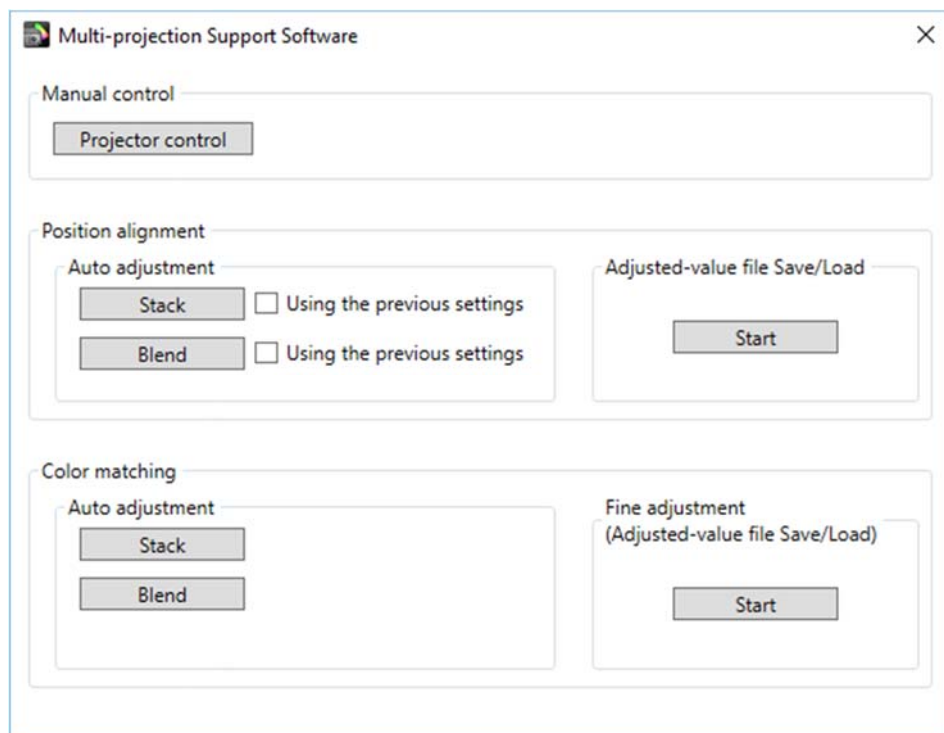 Multi-projection Support Software
Manual control
Projector control
Position alignment
Auto adjustment
Stack
Using the previous settings
Blend
Using the previous settings
Adjusted-value file Save/Load
Start
Color matching
Auto adjustment
Stack
Blend
Fine adjustment
(Adjusted-value file Save/Load)
Start